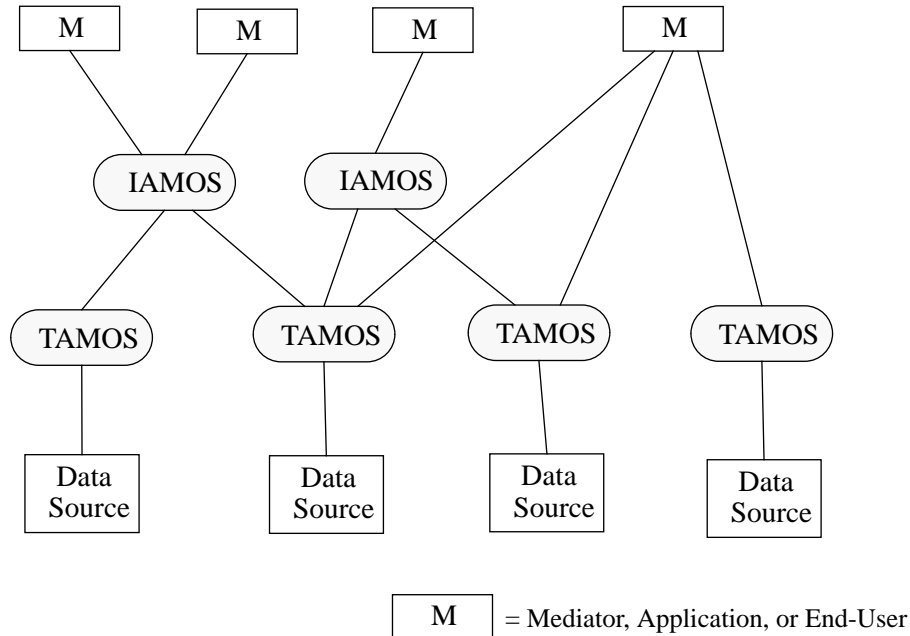 M
M
M
M
IAMOS
IAMOS
TAMOS
TAMOS
TAMOS
TAMOS
Data
Source
Data
Source
Data
Source
Data
Source
M = Mediator, Application, or End-User